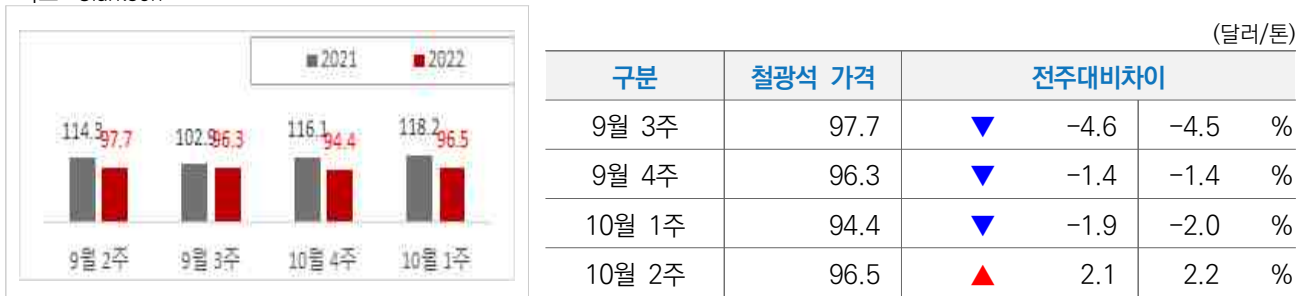 (달러/톤)
■2021 ■2022
114.3 97.7 102.9 96.3 116.1 94.4 118.2 96.5
9월 2주 9월 3주 10월 4주 10월 1주
구분 철광석 가격 전주대비차이
9월 3주 97.7 ▼ -4.6 -4.5 %
9월 4주 96.3 ▼ -1.4 -1.4 %
10월 1주 94.4 ▼ -1.9 -2.0 %
10월 2주 96.5 ▲ 2.1 2.2 %